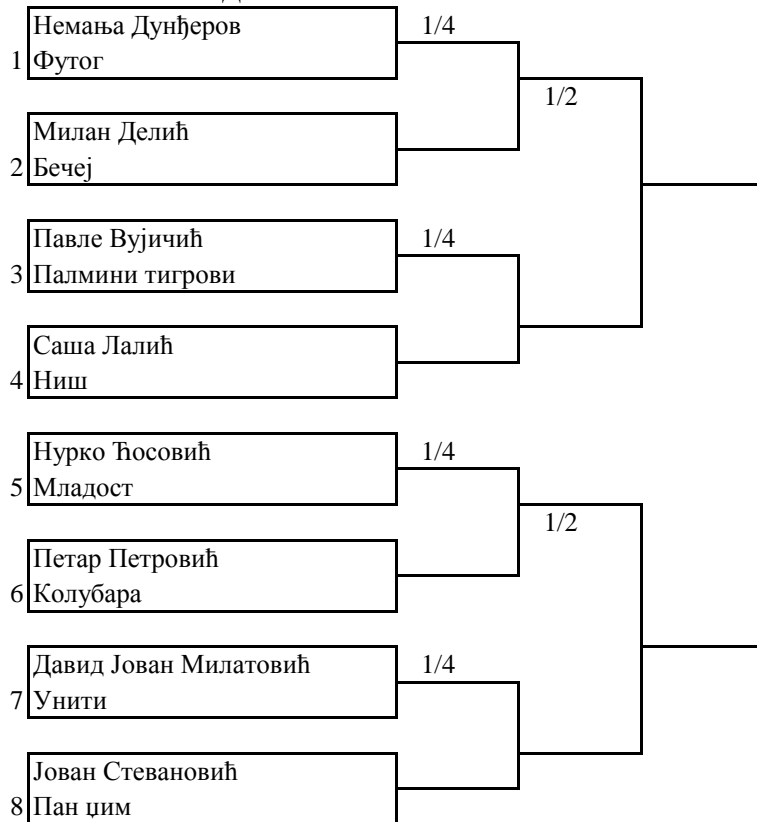 Немања Дунђеров
1/4
1 Футог
1/2
Милан Делић
2 Бечеј
Павле Вујичић
1/4
3 Палмини тигрови
Саша Лалић
4 Ниш
Нурко Ћосовић
1/4
5 Младост
1/2
Петар Петровић
6 Колубара
Давид Јован Милатовић
1/4
7 Унити
Јован Стевановић
8 Пан џим